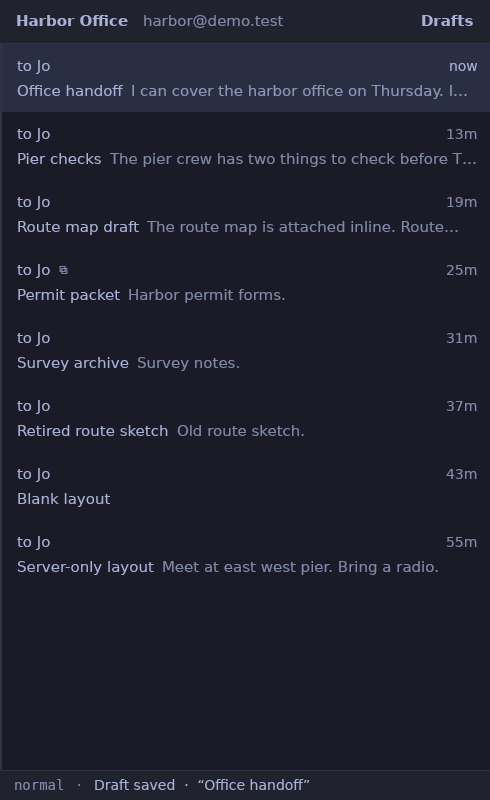 Harbor Office harbor@demo.test Drafts
to Jo now
Office handoff I can cover the harbor office on Thursday. I…
to Jo 13m
Pier checks The pier crew has two things to check before T…
to Jo 19m
Route map draft The route map is attached inline. Route…
to Jo 25m
Permit packet Harbor permit forms.
to Jo 31m
Survey archive Survey notes.
to Jo 37m
Retired route sketch Old route sketch.
to Jo 43m
Blank layout
to Jo 55m
Server-only layout Meet at east west pier. Bring a radio.
normal · Draft saved · “Office handoff”